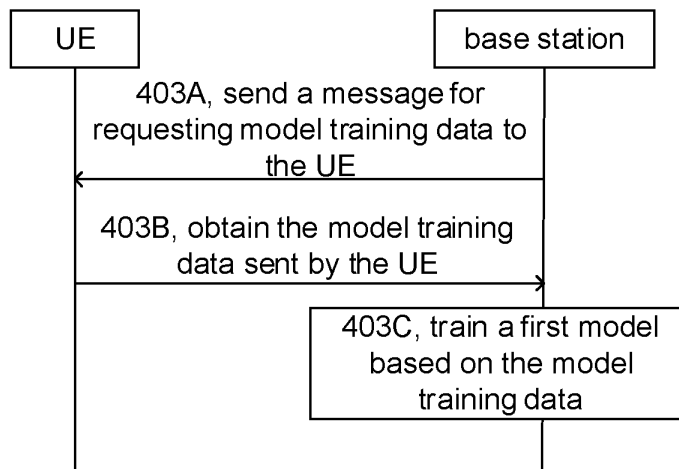 UE
base station
403A, send a message for
requesting model training data to
the UE
403B, obtain the model training
data sent by the UE
403C, train a first model
based on the model
training data